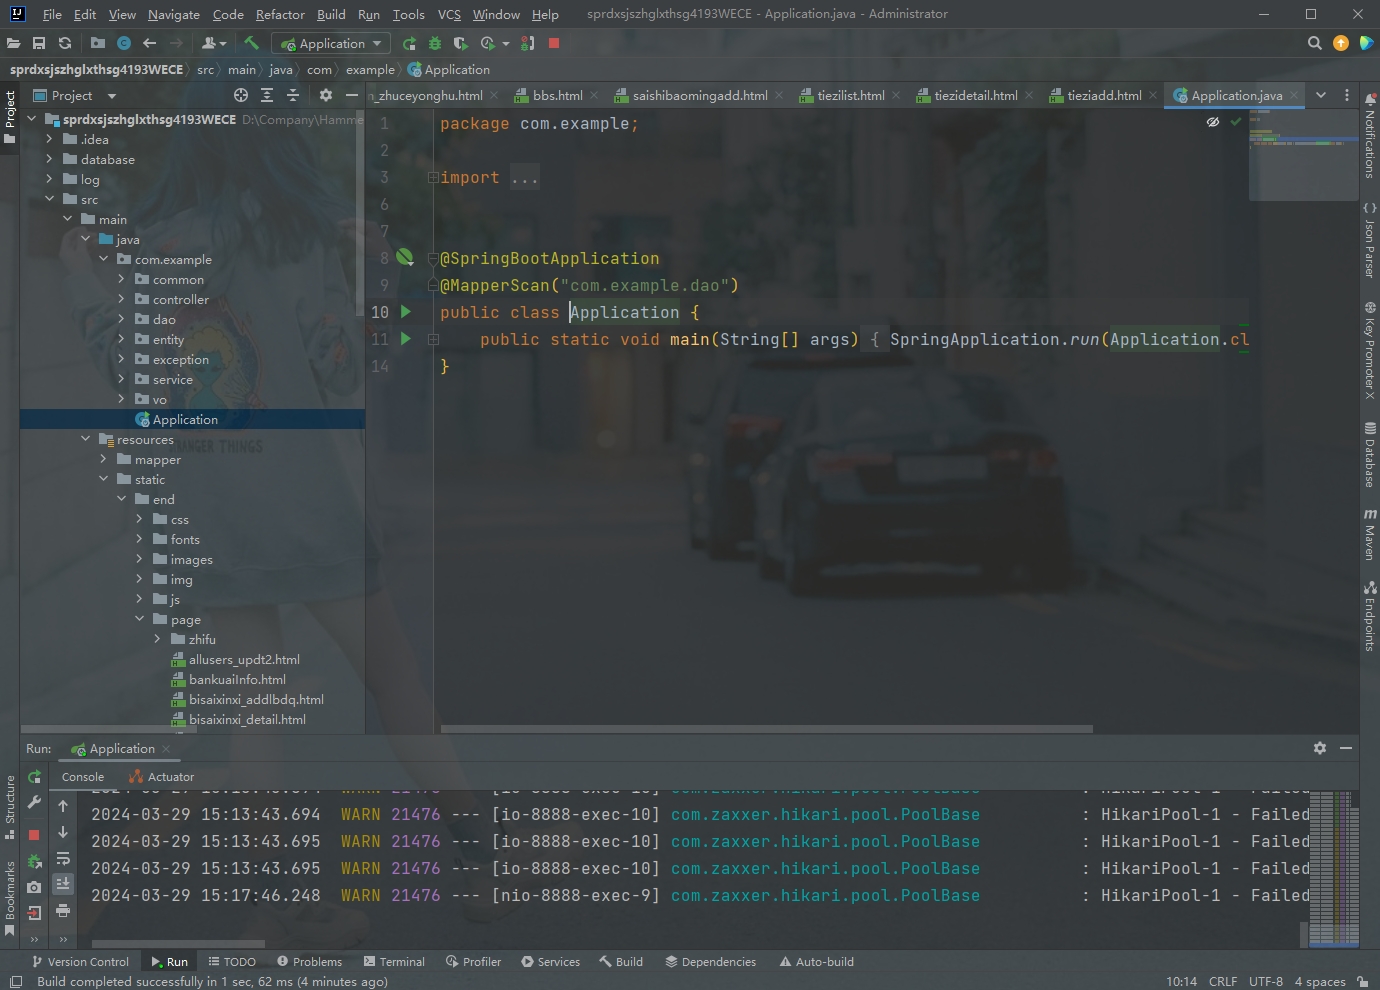 File Edit View Navigate Code Refactor Build Run Tools VCS Window Help sprdxsjszhglxthsg4193WECE - Application.java - Administrator
Application
sprdxsjszhglxthsg4193WECE src main java com example Application
Project
n_zhuceyonghu.html bbs.html saishibaomingadd.html tiezilist.html tiezidetail.html tieziadd.html Application.java
sprdxsjszhglxthsg4193WECE D:\Company\Hamme
.idea
database
log
src
main
java
com.example
common
controller
dao
entity
exception
service
vo
Application
resources
mapper
static
end
css
fonts
images
img
js
page
zhifu
allusers_updt2.html
bankuaiInfo.html
bisaixinxi_addlbdq.html
bisaixinxi_detail.html
1 package com.example;
2
3 import ...
6
7
8 @SpringBootApplication
9 @MapperScan("com.example.dao")
10 public class Application {
11 public static void main(String[] args) { SpringApplication.run(Application.cl
14 }
Project
Structure
Bookmarks
Notifications
Json Parser
Key Promoter X
Database
Maven
Endpoints
STRANGER THINGS
Run: Application
Console Actuator
2024-03-29 15:13:43.694 WARN 21476 --- [io-8888-exec-10] com.zaxxer.hikari.pool.PoolBase : HikariPool-1 - Failed
2024-03-29 15:13:43.695 WARN 21476 --- [io-8888-exec-10] com.zaxxer.hikari.pool.PoolBase : HikariPool-1 - Failed
2024-03-29 15:13:43.695 WARN 21476 --- [io-8888-exec-10] com.zaxxer.hikari.pool.PoolBase : HikariPool-1 - Failed
2024-03-29 15:17:46.248 WARN 21476 --- [nio-8888-exec-9] com.zaxxer.hikari.pool.PoolBase : HikariPool-1 - Failed
Version Control Run TODO Problems Terminal Profiler Services Build Dependencies Auto-build
Build completed successfully in 1 sec, 62 ms (4 minutes ago) 10:14 CRLF UTF-8 4 spaces